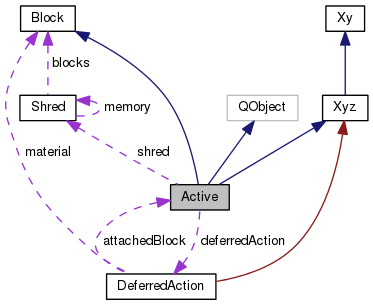 Block
Xy
blocks
Shred
memory
QObject
Xyz
material
shred
Active
attachedBlock
deferredAction
DeferredAction